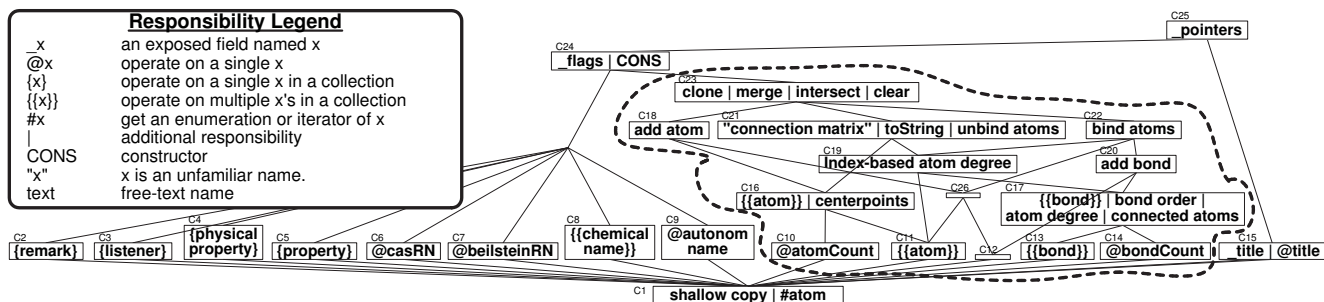 Responsibility Legend
_x an exposed field named x
@x operate on a single x
{x} operate on a single x in a collection
{{x}} operate on multiple x's in a collection
#x get an enumeration or iterator of x
| additional responsibility
CONS constructor
"x" x is an unfamiliar name.
text free-text name
C25
_pointers
C24
_flags | CONS
C23
clone | merge | intersect | clear
C18
add atom
C21
"connection matrix" | toString | unbind atoms
C22
bind atoms
C19
Index-based atom degree
C20
add bond
C16
{{atom}} | centerpoints
C26
C17
{{bond}} | bond order |
atom degree | connected atoms
C2
{remark}
C3
{listener}
C4
{physical
property}
C5
{property}
C6
@casRN
C7
@beilsteinRN
C8
{{chemical
name}}
C9
@autonom
name
C10
@atomCount
C11
{{atom}}
C12
C13
{{bond}}
C14
@bondCount
C15
_title | @title
C1
shallow copy | #atom